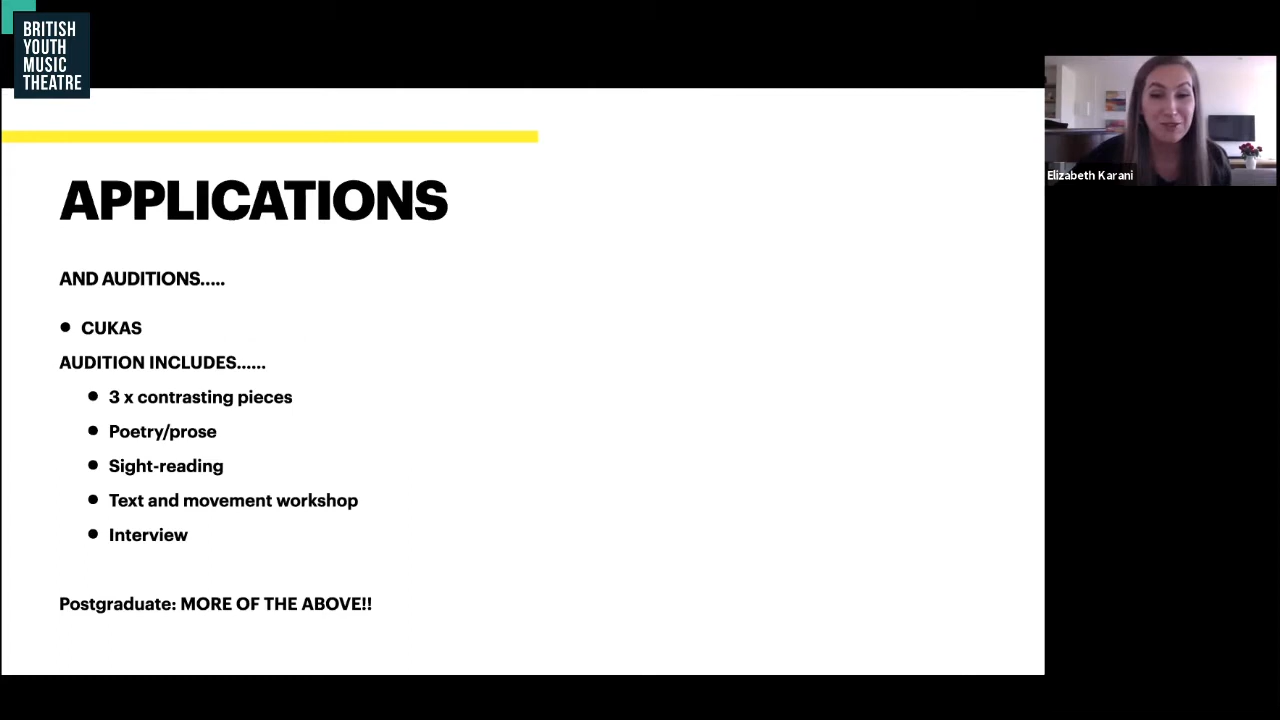 BRITISH
YOUTH
MUSIC
THEATRE
APPLICATIONS
AND AUDITIONS.....
• CUKAS
AUDITION INCLUDES......
• 3 x contrasting pieces
• Poetry/prose
• Sight-reading
• Text and movement workshop
• Interview
Postgraduate: MORE OF THE ABOVE!!
Elizabeth Karani